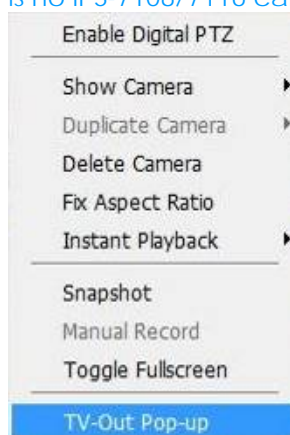 Enable Digital PTZ
Show Camera
Duplicate Camera
Delete Camera
Fix Aspect Ratio
Instant Playback
Snapshot
Manual Record
Toggle Fullscreen
TV-Out Pop-up